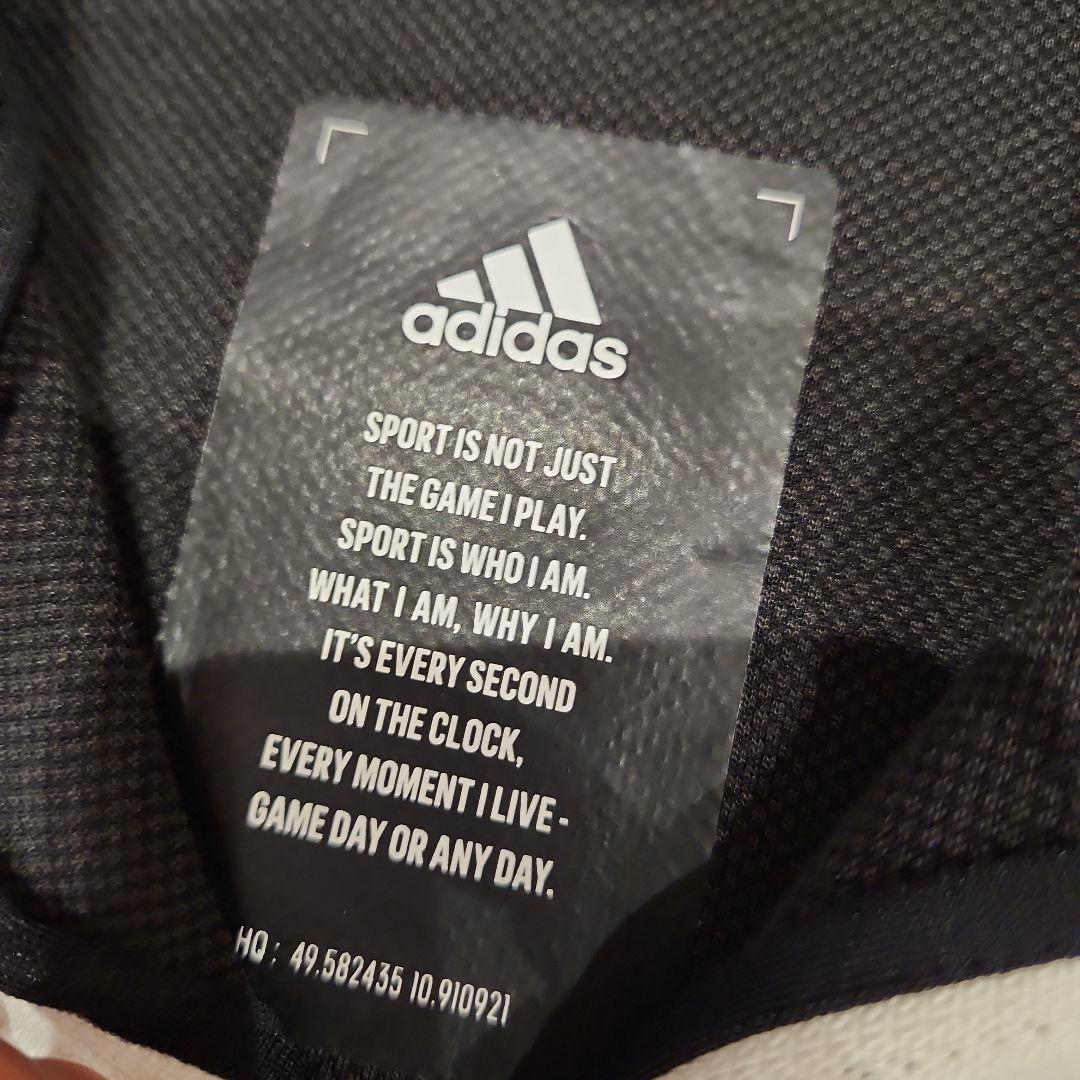 adidas
SPORT IS NOT JUST
THE GAME I PLAY.
SPORT IS WHO I AM.
WHAT I AM, WHY I AM.
IT'S EVERY SECOND
ON THE CLOCK,
EVERY MOMENT I LIVE -
GAME DAY OR ANY DAY.
HQ: 49.582435 10.910921